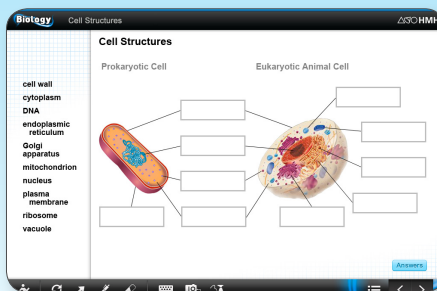 Biology Cell Structures HMH
Cell Structures
Prokaryotic Cell
Eukaryotic Animal Cell
cell wall
cytoplasm
DNA
endoplasmic
reticulum
Golgi
apparatus
mitochondrion
nucleus
plasma
membrane
ribosome
vacuole
Answers